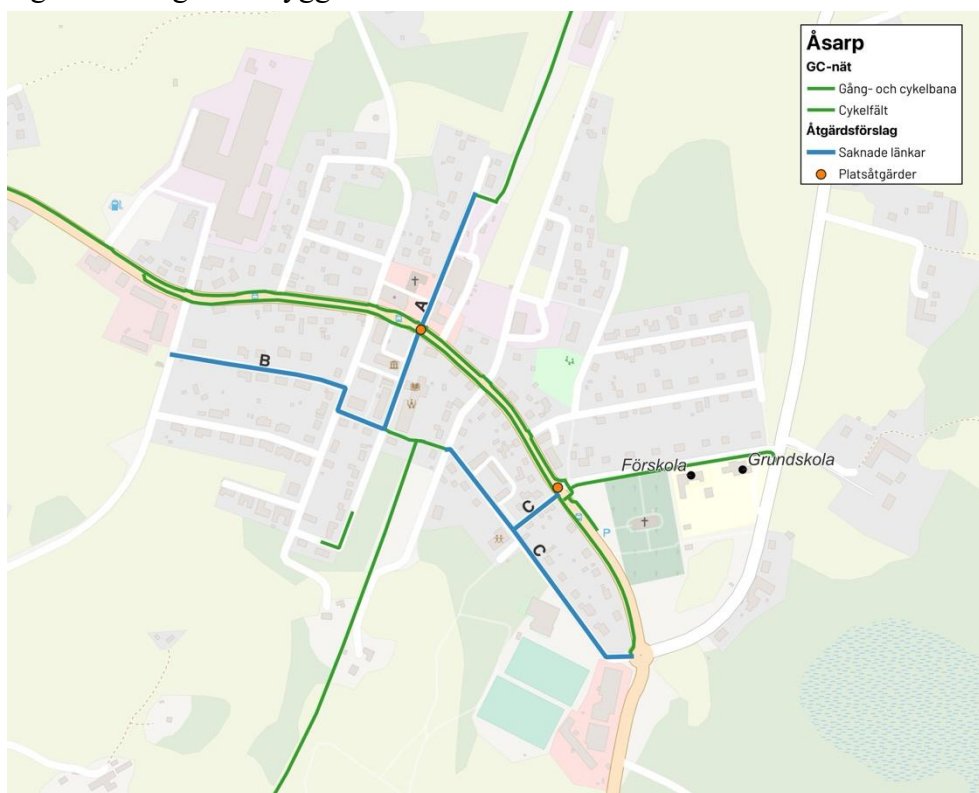 Åsarp
GC-nät
Gång- och cykelbana
Cykelfält
Åtgärdsförslag
Saknade länkar
Platsåtgärder
A
B
Förskola
Grundskola
C
C
P